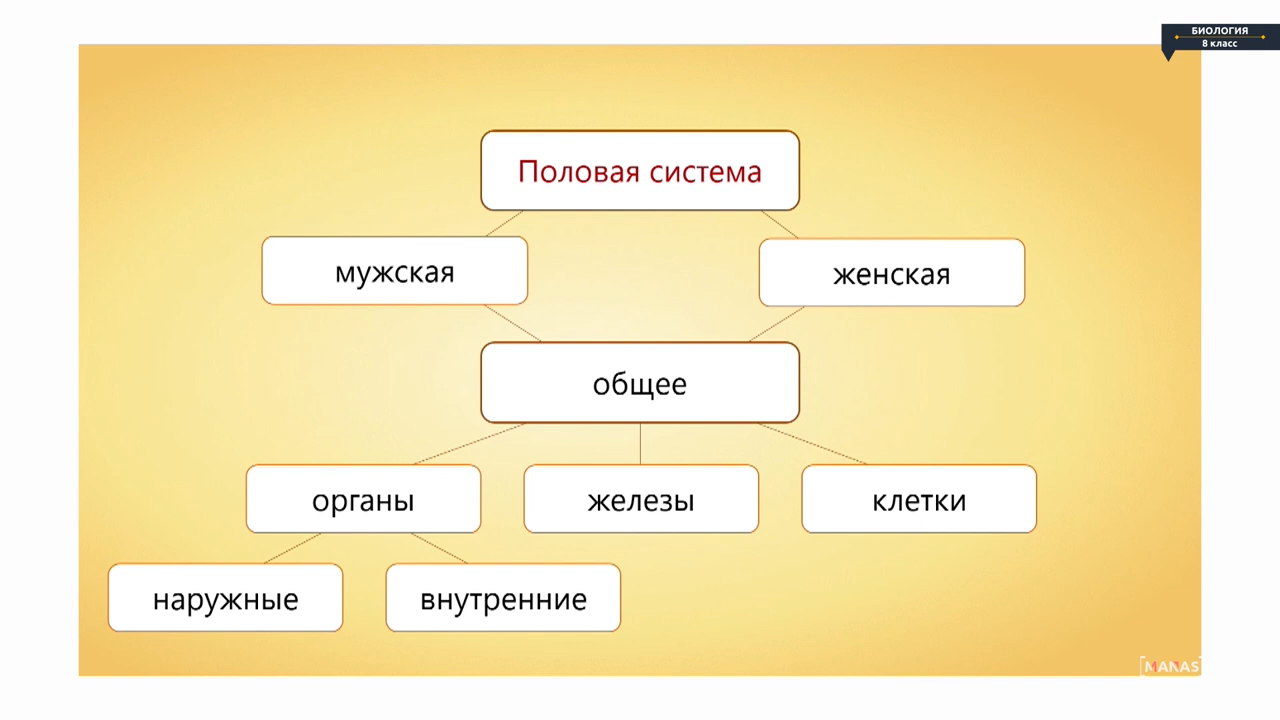 БИОЛОГИЯ
8 класс
Половая система
мужская
женская
общее
органы
железы
клетки
наружные
внутренние
MANAS